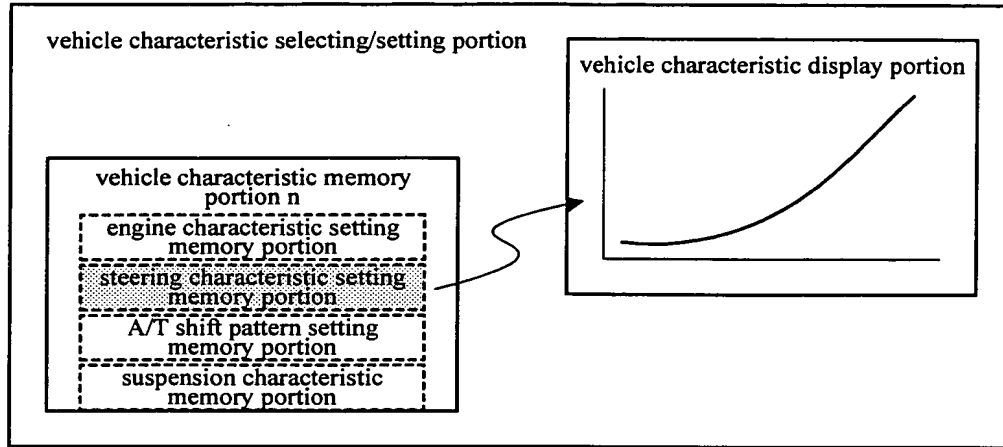 vehicle characteristic selecting/setting portion
vehicle characteristic display portion
vehicle characteristic memory
portion n
engine characteristic setting
memory portion
steering characteristic setting
memory portion
A/T shift pattern setting
memory portion
suspension characteristic
memory portion